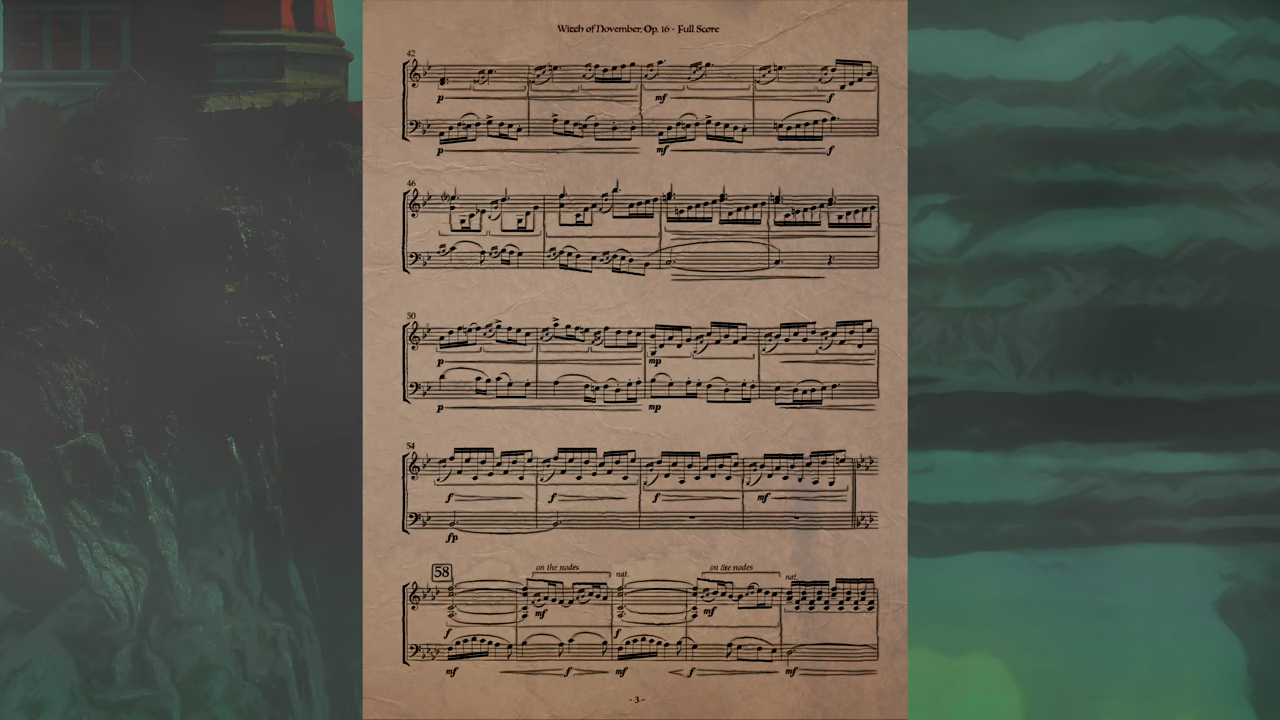 Witch of November, Op. 16 - Full Score
42
p mf f
p mf f
46
50
p mp
p mp
54
f f f mf
fp
58
on the nodes nat. on the nodes nat.
f mf f mf
mf f mf f mf
- 3 -